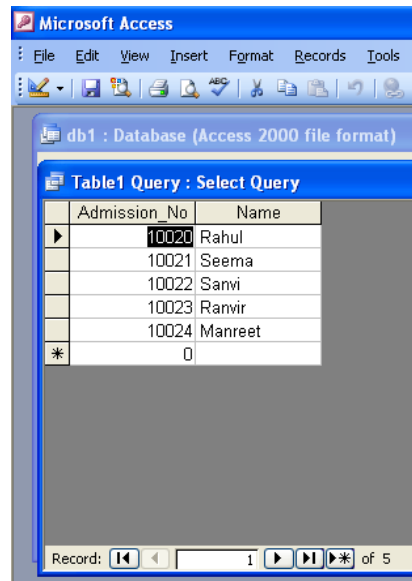 Microsoft Access
File Edit View Insert Format Records Tools
db1 : Database (Access 2000 file format)
Table1 Query : Select Query
Admission_No Name
10020 Rahul
10021 Seema
10022 Sanvi
10023 Ranvir
10024 Manreet
0
Record: 1 of 5